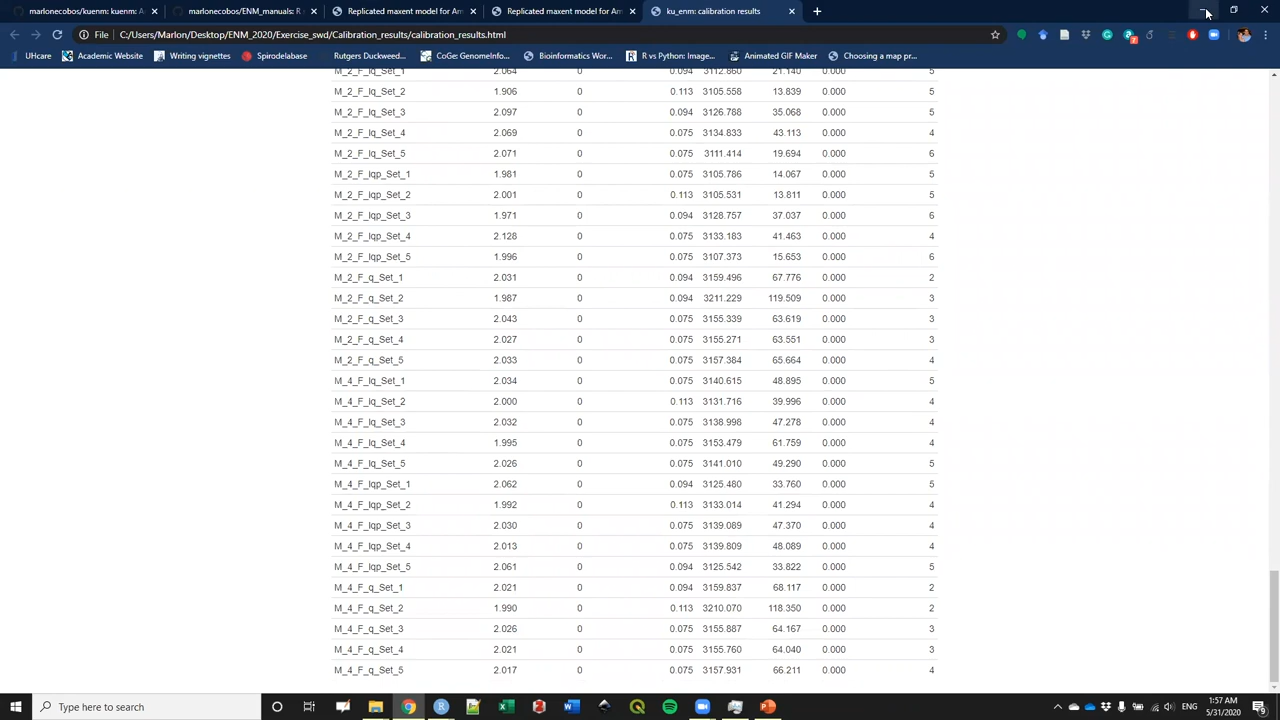 marlonecobos/kuenm: kuenm: An
marlonecobos/ENM_manuals: R s
Replicated maxent model for Am
Replicated maxent model for Am
ku_enm: calibration results
File | C:/Users/Marlon/Desktop/ENM_2020/Exercise_swd/Calibration_results/calibration_results.html
UHcare Academic Website Writing vignettes Spirodelabase Rutgers Duckweed... CoGe: GenomeInfo... Bioinformatics Wor... R vs Python: Image... Animated GIF Maker Choosing a map pr...
M_2_F_lq_Set_1 2.064 0 0.094 3112.860 21.140 0.000 5
M_2_F_lq_Set_2 1.906 0 0.113 3105.558 13.839 0.000 5
M_2_F_lq_Set_3 2.097 0 0.094 3126.788 35.068 0.000 5
M_2_F_lq_Set_4 2.069 0 0.075 3134.833 43.113 0.000 4
M_2_F_lq_Set_5 2.071 0 0.075 3111.414 19.694 0.000 6
M_2_F_lqp_Set_1 1.981 0 0.075 3105.786 14.067 0.000 5
M_2_F_lqp_Set_2 2.001 0 0.113 3105.531 13.811 0.000 5
M_2_F_lqp_Set_3 1.971 0 0.094 3128.757 37.037 0.000 6
M_2_F_lqp_Set_4 2.128 0 0.075 3133.183 41.463 0.000 4
M_2_F_lqp_Set_5 1.996 0 0.075 3107.373 15.653 0.000 6
M_2_F_q_Set_1 2.031 0 0.094 3159.496 67.776 0.000 2
M_2_F_q_Set_2 1.987 0 0.094 3211.229 119.509 0.000 3
M_2_F_q_Set_3 2.043 0 0.075 3155.339 63.619 0.000 3
M_2_F_q_Set_4 2.027 0 0.075 3155.271 63.551 0.000 3
M_2_F_q_Set_5 2.033 0 0.075 3157.384 65.664 0.000 4
M_4_F_lq_Set_1 2.034 0 0.075 3140.615 48.895 0.000 5
M_4_F_lq_Set_2 2.000 0 0.113 3131.716 39.996 0.000 4
M_4_F_lq_Set_3 2.032 0 0.075 3138.998 47.278 0.000 4
M_4_F_lq_Set_4 1.995 0 0.075 3153.479 61.759 0.000 4
M_4_F_lq_Set_5 2.026 0 0.075 3141.010 49.290 0.000 5
M_4_F_lqp_Set_1 2.062 0 0.094 3125.480 33.760 0.000 5
M_4_F_lqp_Set_2 1.992 0 0.113 3133.014 41.294 0.000 4
M_4_F_lqp_Set_3 2.030 0 0.075 3139.089 47.370 0.000 4
M_4_F_lqp_Set_4 2.013 0 0.075 3139.809 48.089 0.000 4
M_4_F_lqp_Set_5 2.061 0 0.094 3125.542 33.822 0.000 5
M_4_F_q_Set_1 2.021 0 0.094 3159.837 68.117 0.000 2
M_4_F_q_Set_2 1.990 0 0.113 3210.070 118.350 0.000 2
M_4_F_q_Set_3 2.026 0 0.075 3155.887 64.167 0.000 3
M_4_F_q_Set_4 2.021 0 0.075 3155.760 64.040 0.000 3
M_4_F_q_Set_5 2.017 0 0.075 3157.931 66.211 0.000 4
Type here to search
ENG
1:57 AM
5/31/2020